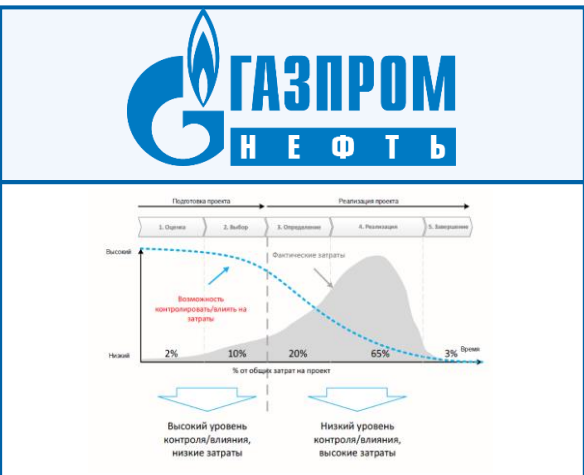 ГАЗПРОМ
НЕФТЬ
Подготовка проекта
Реализация проекта
1. Оценка
2. Выбор
3. Определение
4. Реализация
5. Завершение
Высокий
Фактические затраты
Возможность
контролировать/влиять на
затраты
Низкий
2%
10%
20%
65%
3%
Время
% от общих затрат на проект
Высокий уровень
контроля/влияния,
низкие затраты
Низкий уровень
контроля/влияния,
высокие затраты